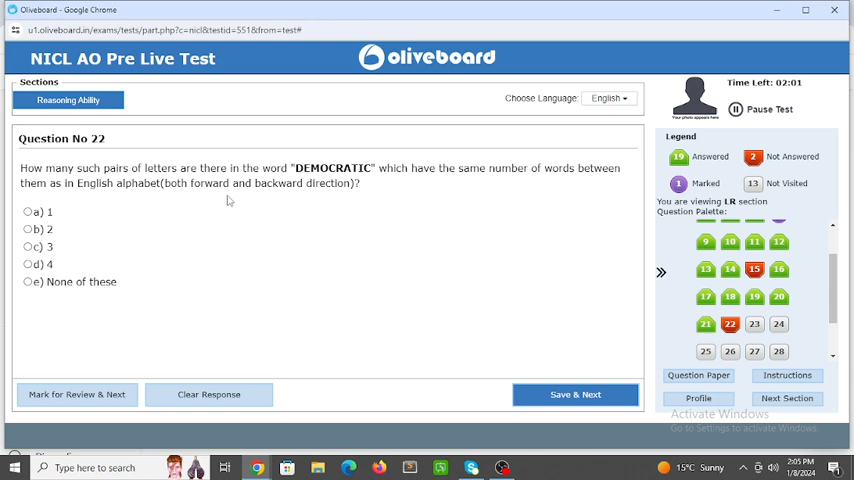 Oliveboard - Google Chrome
u1.oliveboard.in/exams/tests/part.php?c=nicl&testid=551&from=test#
NICL AO Pre Live Test
oliveboard
Sections
Reasoning Ability
Choose Language: English
Your photo appears here
Time Left: 02:01
Pause Test
Question No 22
How many such pairs of letters are there in the word "DEMOCRATIC" which have the same number of words between
them as in English alphabet(both forward and backward direction)?
a) 1
b) 2
c) 3
d) 4
e) None of these
Legend
19 Answered 2 Not Answered
1 Marked 13 Not Visited
You are viewing LR section
Question Palette:
9 10 11 12
13 14 15 16
17 18 19 20
21 22 23 24
25 26 27 28
Mark for Review & Next Clear Response Save & Next
Question Paper Instructions
Profile Next Section
Activate Windows
Go to Settings to activate Windows.
Type here to search
15°C Sunny
2:05 PM
1/8/2024